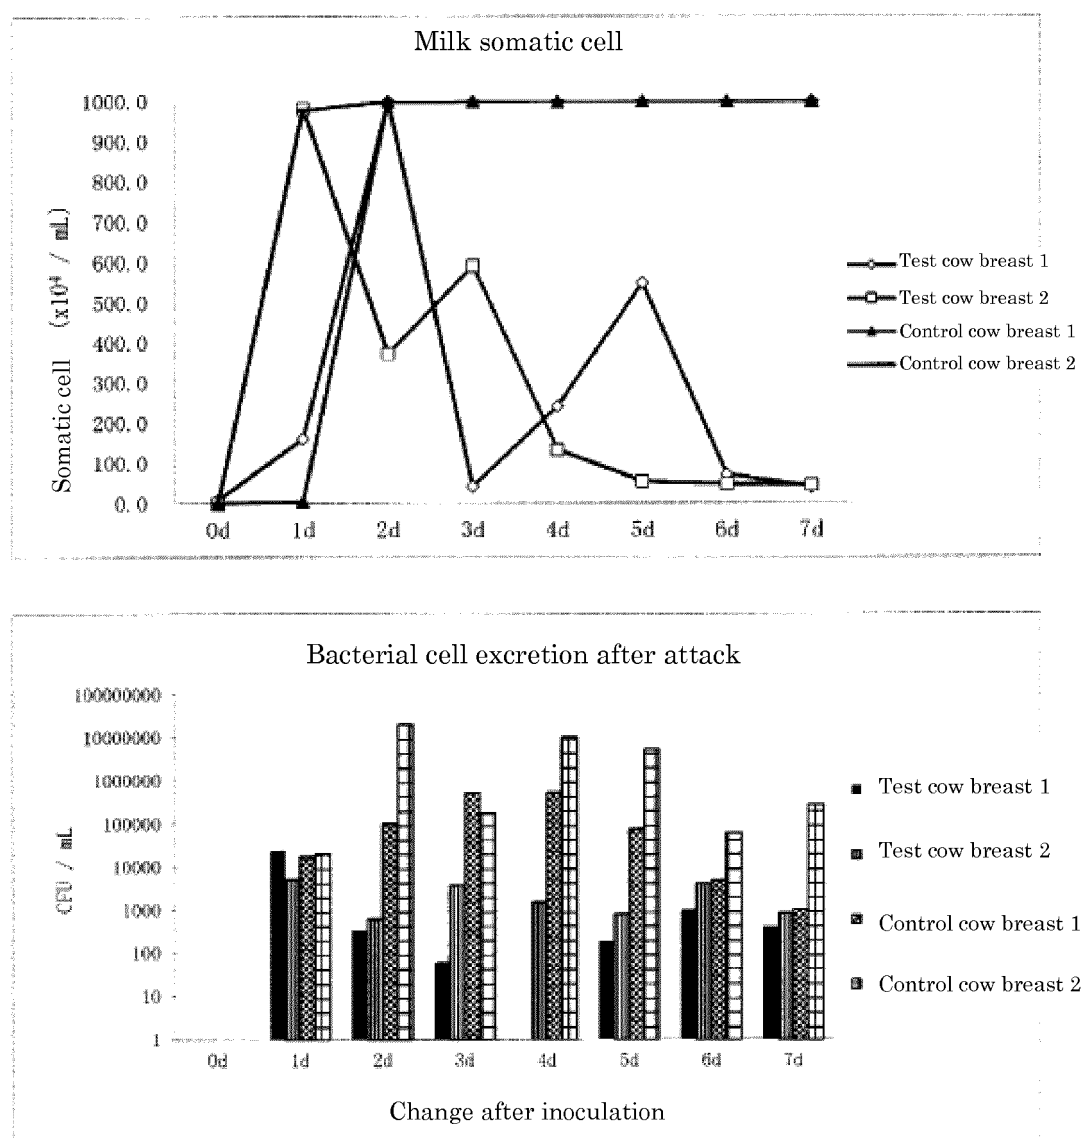 Milk somatic cell
Somatic cell (x10⁴ / mL)
1000. 0
900. 0
800. 0
700. 0
600. 0
500. 0
400. 0
300. 0
200. 0
100. 0
0. 0
0d 1d 2d 3d 4d 5d 6d 7d
Test cow breast 1
Test cow breast 2
Control cow breast 1
Control cow breast 2
Bacterial cell excretion after attack
CFU / mL
100000000
10000000
1000000
100000
10000
1000
100
10
1
0d 1d 2d 3d 4d 5d 6d 7d
Test cow breast 1
Test cow breast 2
Control cow breast 1
Control cow breast 2
Change after inoculation